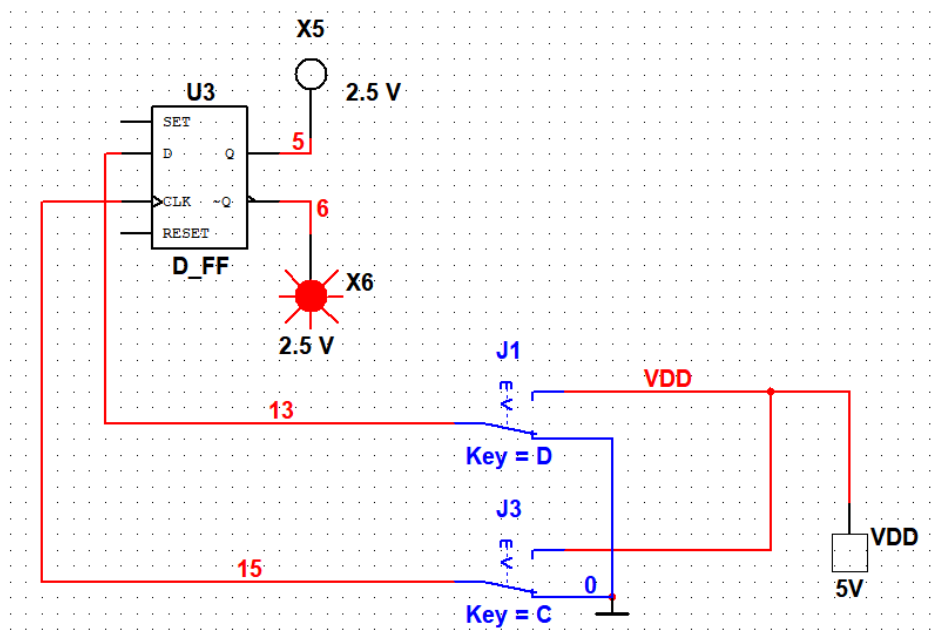 X5
2.5 V
U3
SET
D
Q
5
CLK
~Q
6
RESET
D_FF
X6
2.5 V
J1
VDD
13
Key = D
J3
VDD
15
0
5V
Key = C